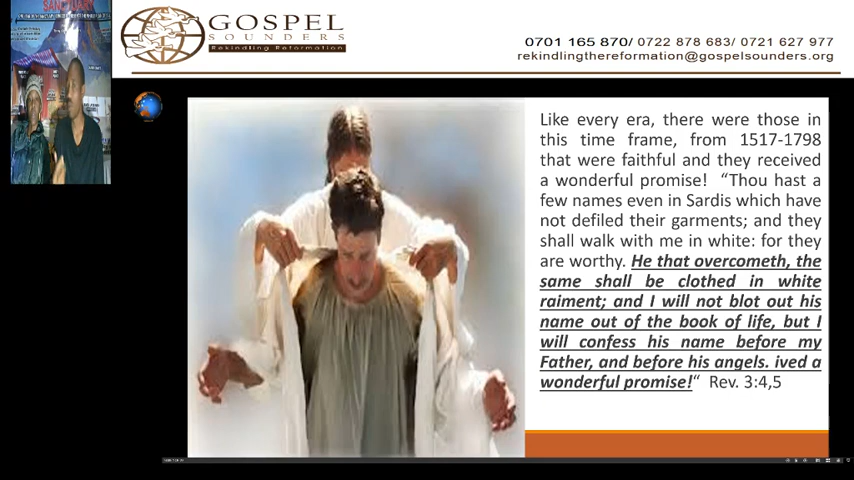 SANCTUARY
GOSPEL
SOUNDERS
Rekindling Reformation
0701 165 870/ 0722 878 683/ 0721 627 977
rekindlingthereformation@gospelsounders.org
Like every era, there were those in
this time frame, from 1517-1798
that were faithful and they received
a wonderful promise! “Thou hast a
few names even in Sardis which have
not defiled their garments; and they
shall walk with me in white: for they
are worthy. He that overcometh, the
same shall be clothed in white
raiment; and I will not blot out his
name out of the book of life, but I
will confess his name before my
Father, and before his angels. ived a
wonderful promise!“ Rev. 3:4,5